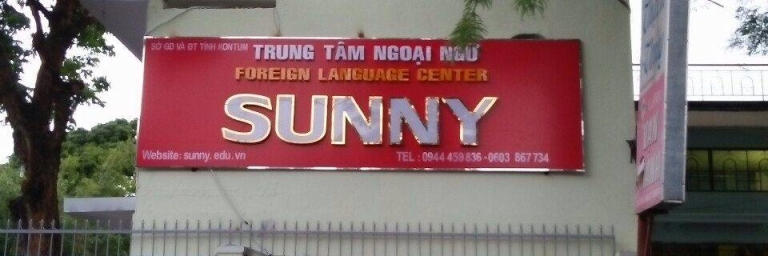 SỞ GD VÀ ĐT TỈNH KONTUM
TRUNG TÂM NGOẠI NGỮ
FOREIGN LANGUAGE CENTER
SUNNY
Website: sunny.edu.vn
TEL : 0944 459 836 - 0603 867 734